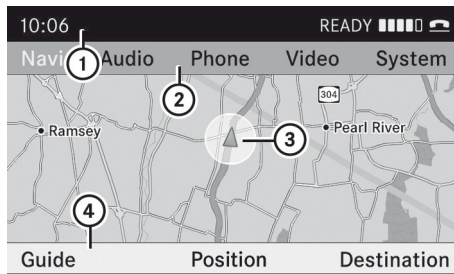 10:06 READY
Navi Audio Phone Video System
1
2
304
Ramsey
3
Pearl River
4
Guide Position Destination